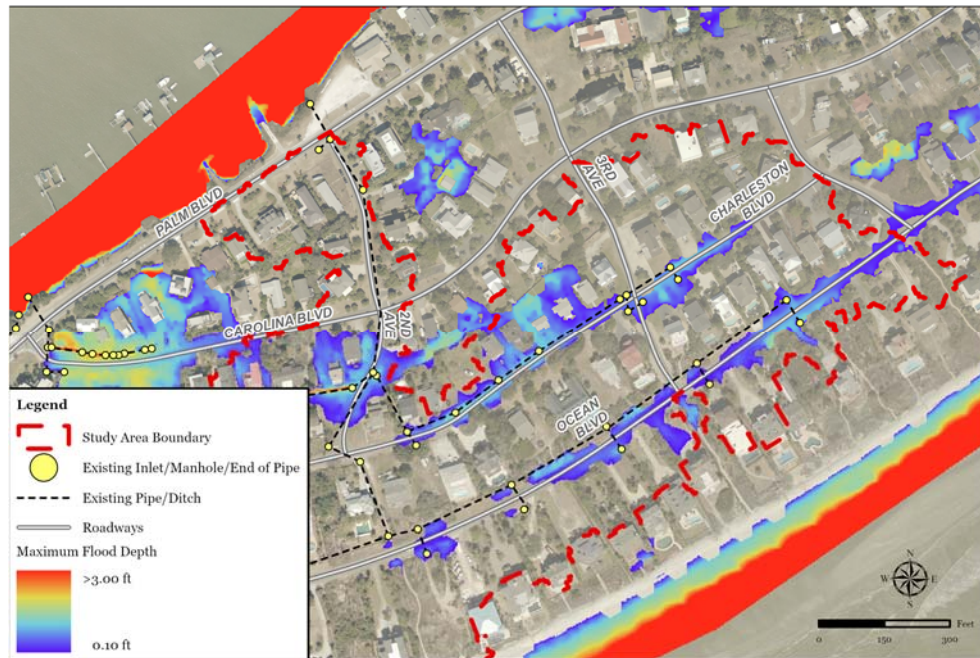 PALM BLVD
3RD
AVE
CHARLESTON
BLVD
CAROLINA BLVD
2ND
AVE
OCEAN
BLVD
Legend
Study Area Boundary
Existing Inlet/Manhole/End of Pipe
Existing Pipe/Ditch
Roadways
Maximum Flood Depth
>3.00 ft
0.10 ft
N
W
E
S
Feet
0
150
300